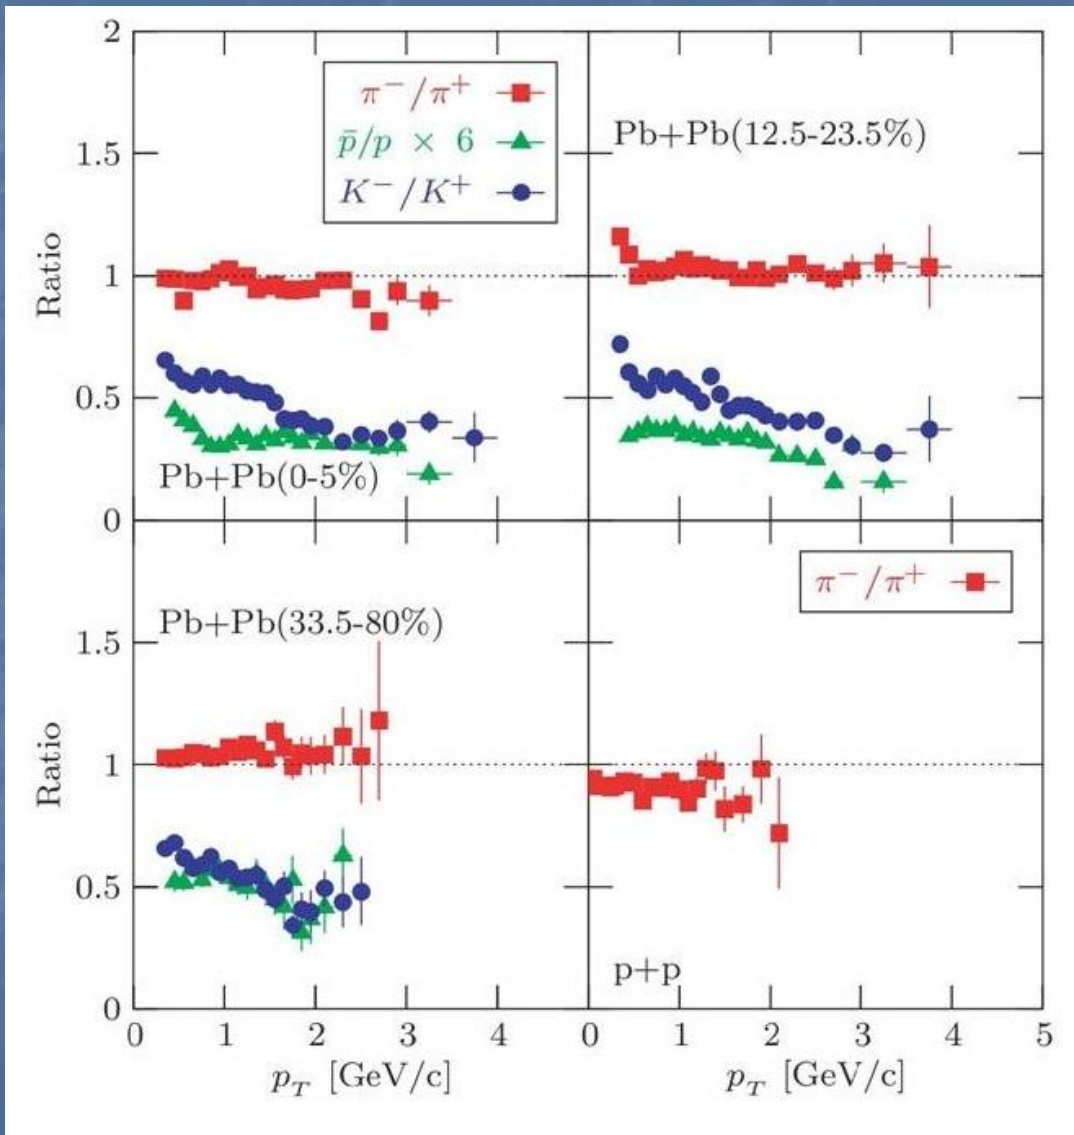 2
1.5
1
0.5
0
Ratio
π⁻/π⁺
p̄/p × 6
K⁻/K⁺
Pb+Pb(0-5%)
Pb+Pb(12.5-23.5%)
1.5
1
0.5
0
Ratio
Pb+Pb(33.5-80%)
π⁻/π⁺
p+p
0 1 2 3 4
0 1 2 3 4 5
p_T [GeV/c]
p_T [GeV/c]